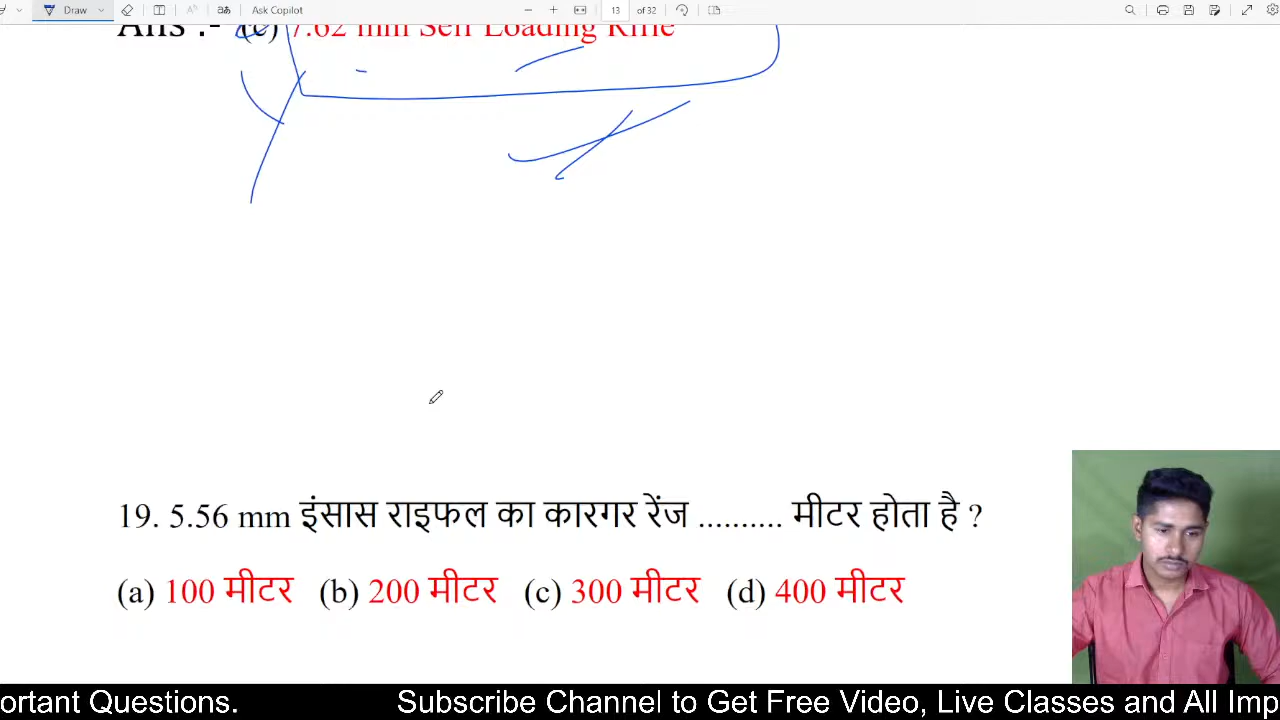 Draw
Ask Copilot
13 of 32
Ans :- (c) 7.62 mm Self Loading Rifle
19. 5.56 mm इंसास राइफल का कारगर रेंज .......... मीटर होता है ?
(a) 100 मीटर (b) 200 मीटर (c) 300 मीटर (d) 400 मीटर
ortant Questions. Subscribe Channel to Get Free Video, Live Classes and All Imp